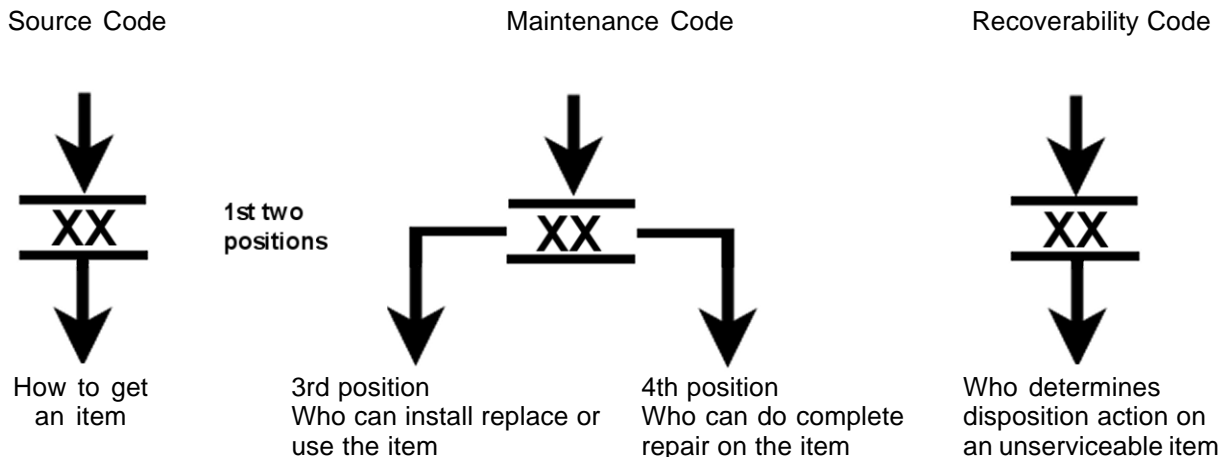 Source Code
Maintenance Code
Recoverability Code
XX
1st two
positions
XX
XX
How to get
an item
3rd position
Who can install replace or
use the item
4th position
Who can do complete
repair on the item
Who determines
disposition action on
an unserviceable item